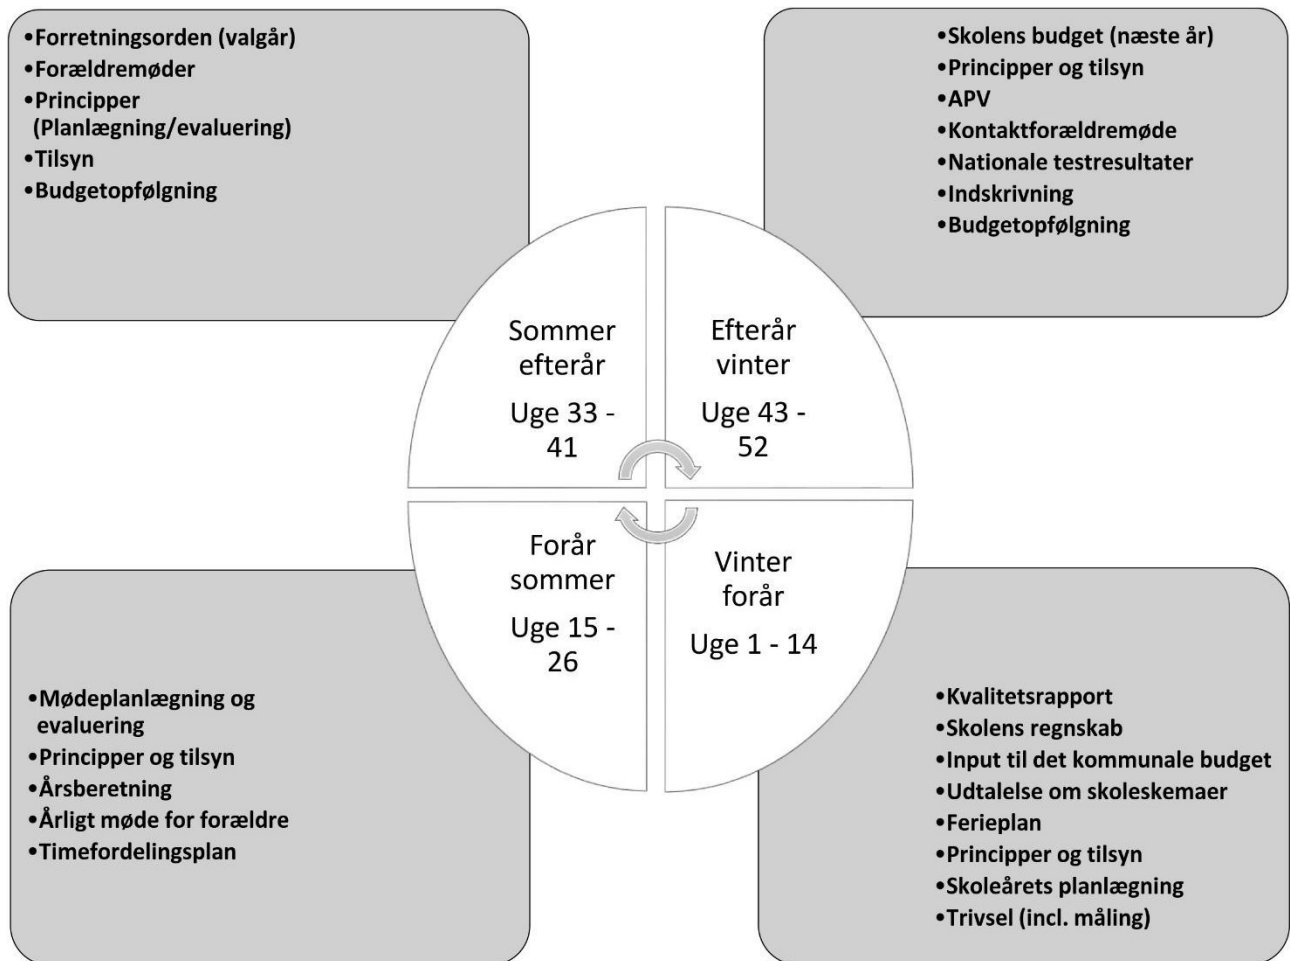 •Forretningsorden (valgår)
•Forældremøder
•Principper
(Planlægning/evaluering)
•Tilsyn
•Budgetopfølgning
•Skolens budget (næste år)
•Principper og tilsyn
•APV
•Kontaktforældremøde
•Nationale testresultater
•Indskrivning
•Budgetopfølgning
Sommer
efterår
Uge 33 -
41
Efterår
vinter
Uge 43 -
52
Forår
sommer
Uge 15 -
26
Vinter
forår
Uge 1 - 14
•Mødeplanlægning og
evaluering
•Principper og tilsyn
•Årsberetning
•Årligt møde for forældre
•Timefordelingsplan
•Kvalitetsrapport
•Skolens regnskab
•Input til det kommunale budget
•Udtalelse om skoleskemaer
•Ferieplan
•Principper og tilsyn
•Skoleårets planlægning
•Trivsel (incl. måling)